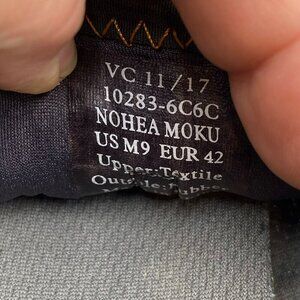 VC 11/17
10283-6C6C
NOHEA MOKU
US M9 EUR 42
Upper:Textile